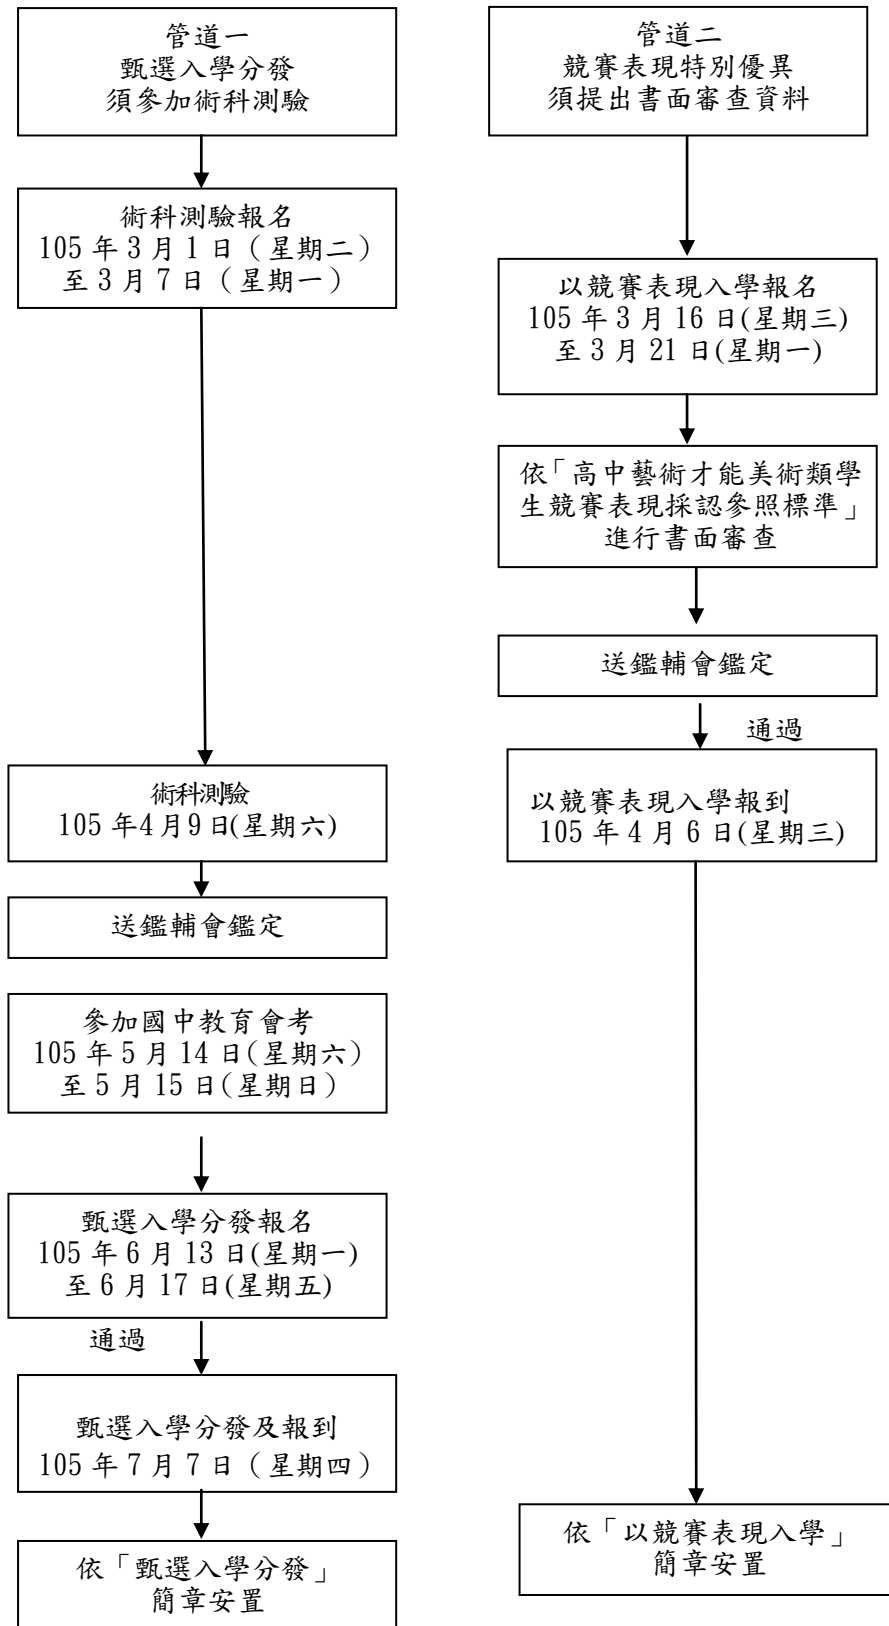 管道一
甄選入學分發
須參加術科測驗
術科測驗報名
105 年 3 月 1 日（星期二）
至 3 月 7 日（星期一）
術科測驗
105 年4月9日(星期六)
送鑑輔會鑑定
參加國中教育會考
105 年 5 月 14 日(星期六)
至 5 月 15 日(星期日)
甄選入學分發報名
105 年 6 月 13 日(星期一)
至 6 月 17 日(星期五)
通過
甄選入學分發及報到
105 年 7 月 7 日（星期四）
依「甄選入學分發」
簡章安置
管道二
競賽表現特別優異
須提出書面審查資料
以競賽表現入學報名
105 年 3 月 16 日(星期三)
至 3 月 21 日(星期一)
依「高中藝術才能美術類學
生競賽表現採認參照標準」
進行書面審查
送鑑輔會鑑定
通過
以競賽表現入學報到
105 年 4 月 6 日(星期三)
依「以競賽表現入學」
簡章安置